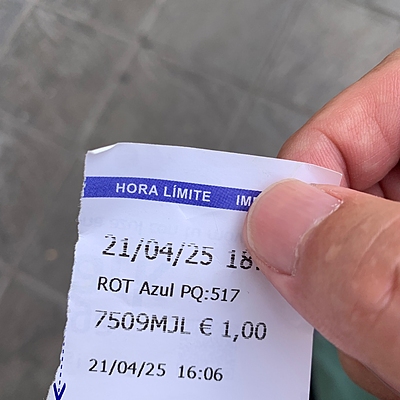 HORA LÍMITE
21/04/25
ROT Azul PQ:517
7509MJL € 1,00
21/04/25 16:06